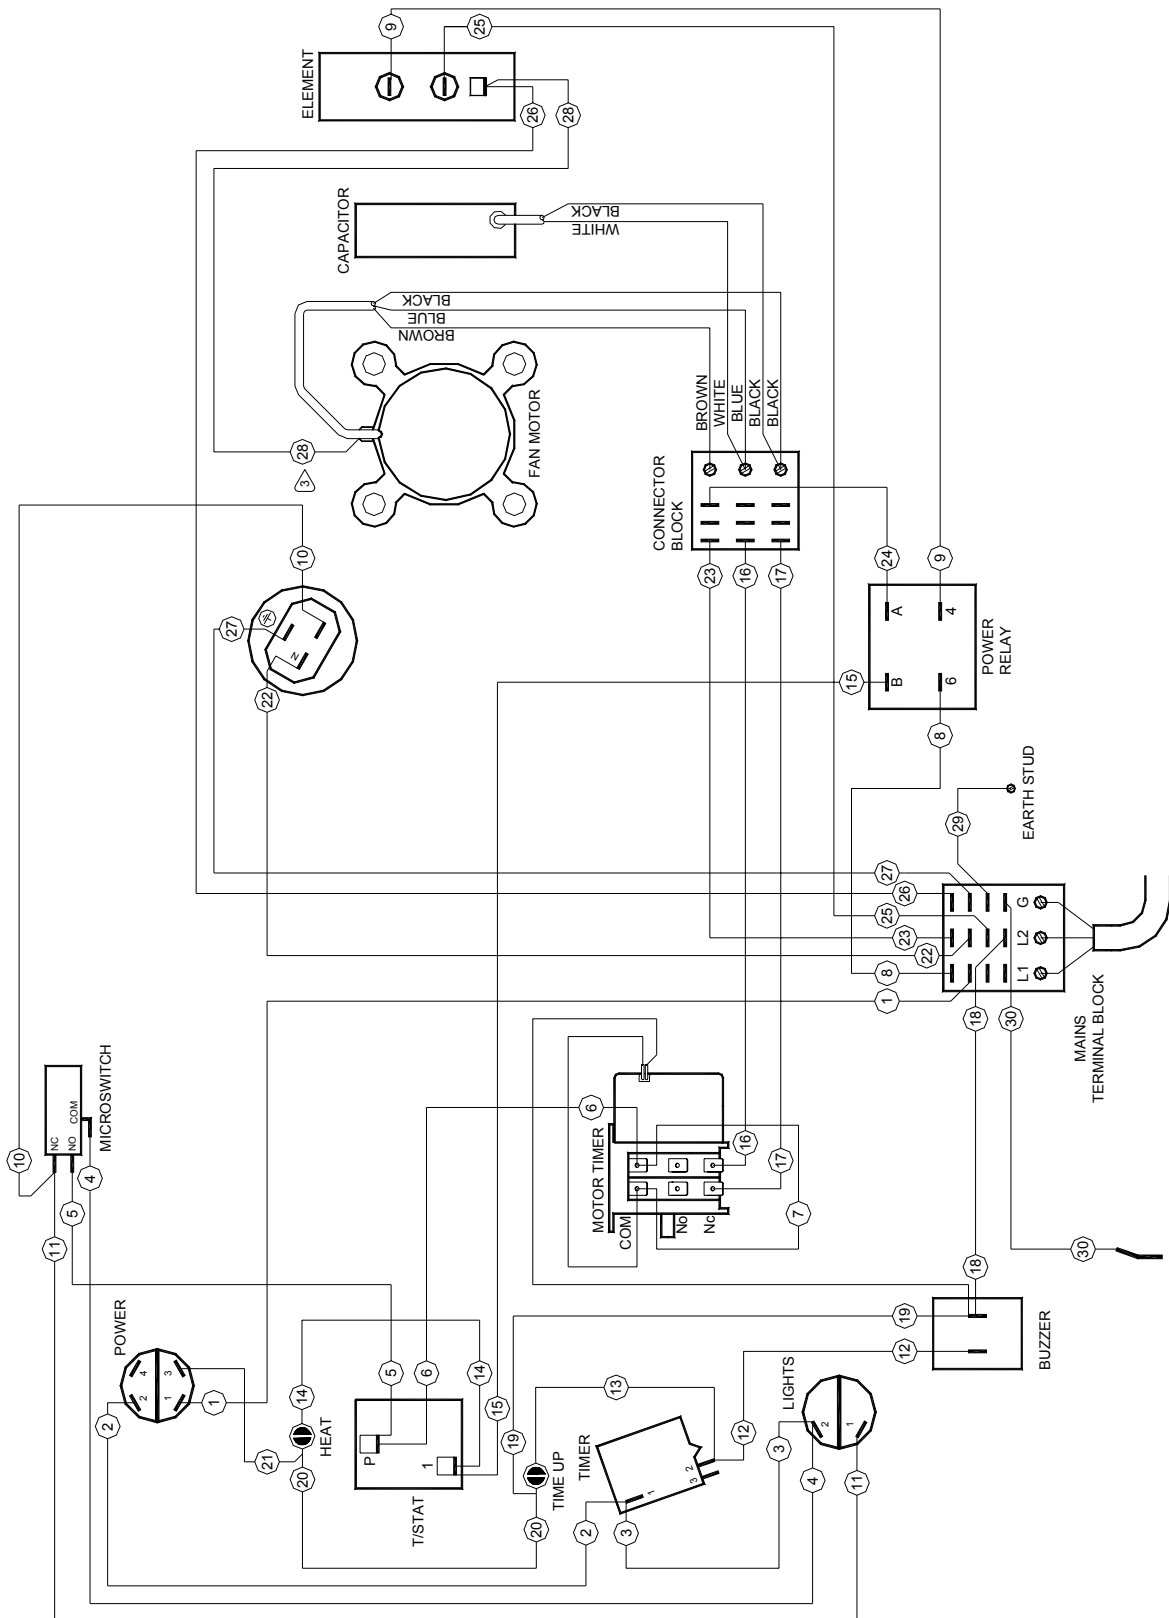 10
11
NC
NO
COM
5
4
MICROSWITCH
2
POWER
2
4
1
3
1
22
27
N
10
21
20
14
HEAT
28
3
ELEMENT
9
25
26
28
CAPACITOR
WHITE
BLACK
BROWN
BLUE
BLACK
FAN MOTOR
P
1
T/STAT
5
6
14
15
19
20
13
TIME UP
TIMER
1
3
2
2
3
12
MOTOR TIMER
COM
No
Nc
6
7
16
17
CONNECTOR
BLOCK
BROWN
WHITE
BLUE
BLACK
BLACK
23
16
17
LIGHTS
2
1
3
4
11
15
24
8
9
B
A
6
4
POWER
RELAY
19
12
18
BUZZER
1
8
22
23
25
26
27
18
30
30
29
EARTH STUD
L1
L2
G
MAINS
TERMINAL BLOCK